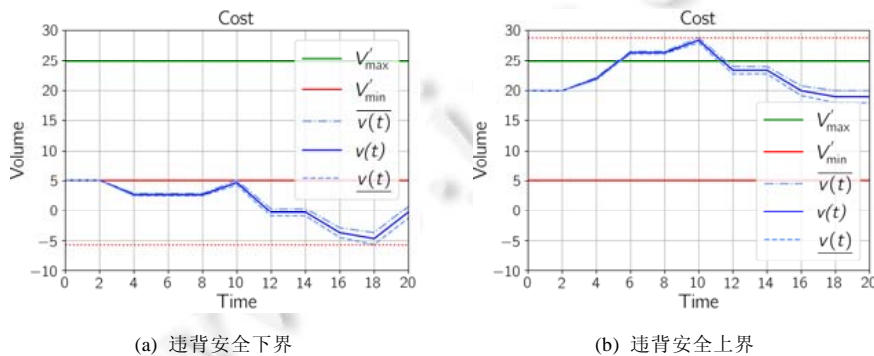 Cost
30
25
20
15
10
5
0
−5
−10
Volume
V′max
V′min
v(t)
v(t)
v(t)
0 2 4 6 8 10 12 14 16 18 20
Time
(a) 违背安全下界
Cost
30
25
20
15
10
5
0
−5
−10
Volume
V′max
V′min
v(t)
v(t)
v(t)
0 2 4 6 8 10 12 14 16 18 20
Time
(b) 违背安全上界